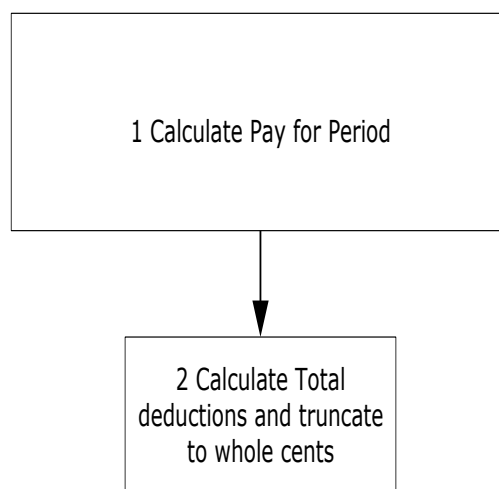 1 Calculate Pay for Period
2 Calculate Total
deductions and truncate
to whole cents